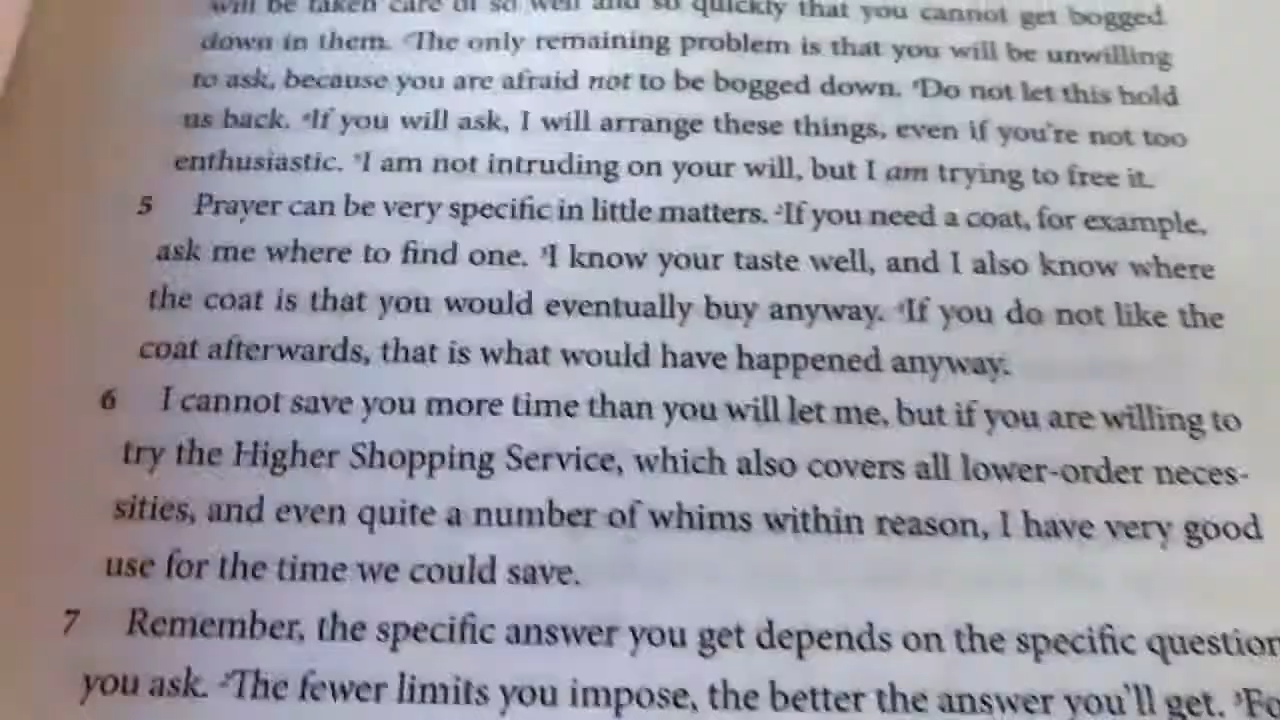 will be taken care of so well and so quickly that you cannot get bogged
down in them. ⁵The only remaining problem is that you will be unwilling
to ask, because you are afraid not to be bogged down. ⁷Do not let this hold
us back. ⁸If you will ask, I will arrange these things, even if you're not too
enthusiastic. ⁹I am not intruding on your will, but I am trying to free it.
5 Prayer can be very specific in little matters. ²If you need a coat, for example,
ask me where to find one. ³I know your taste well, and I also know where
the coat is that you would eventually buy anyway. ⁴If you do not like the
coat afterwards, that is what would have happened anyway.
6 I cannot save you more time than you will let me, but if you are willing to
try the Higher Shopping Service, which also covers all lower-order neces-
sities, and even quite a number of whims within reason, I have very good
use for the time we could save.
7 Remember, the specific answer you get depends on the specific question
you ask. ²The fewer limits you impose, the better the answer you'll get.